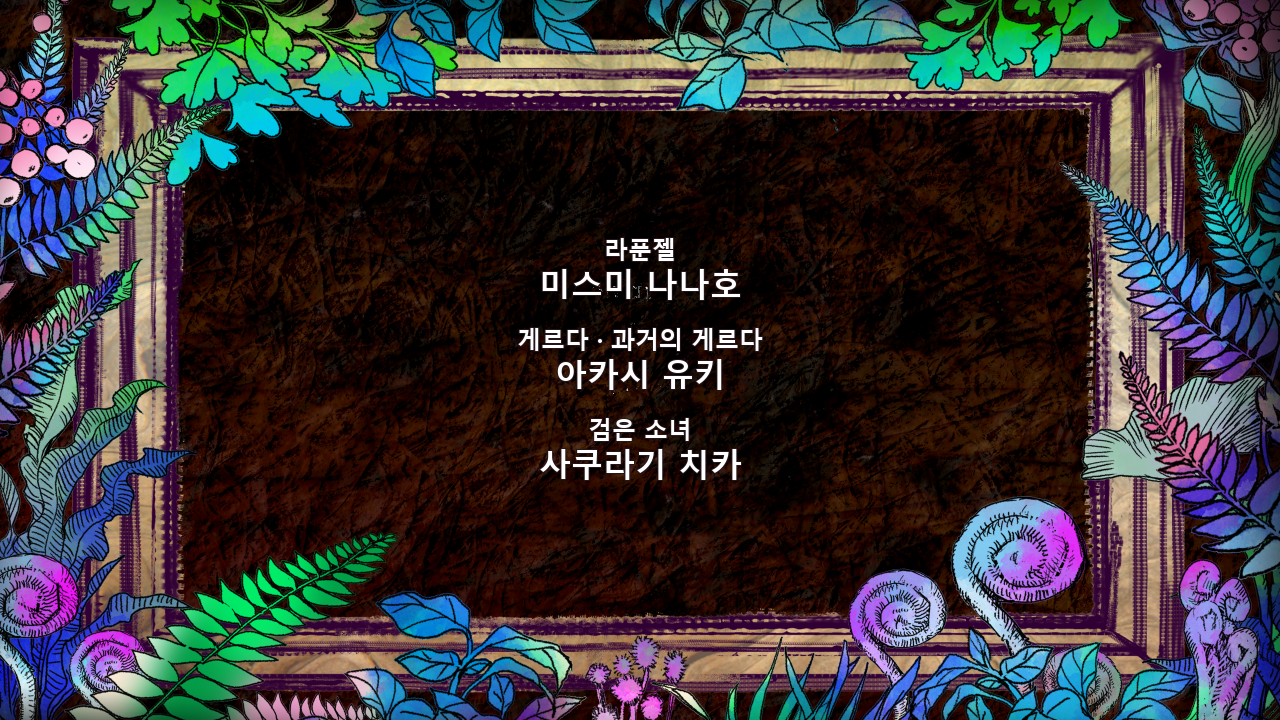 라푼젤
미스미 나나호
게르다 · 과거의 게르다
아카시 유키
검은 소녀
사쿠라기 치카